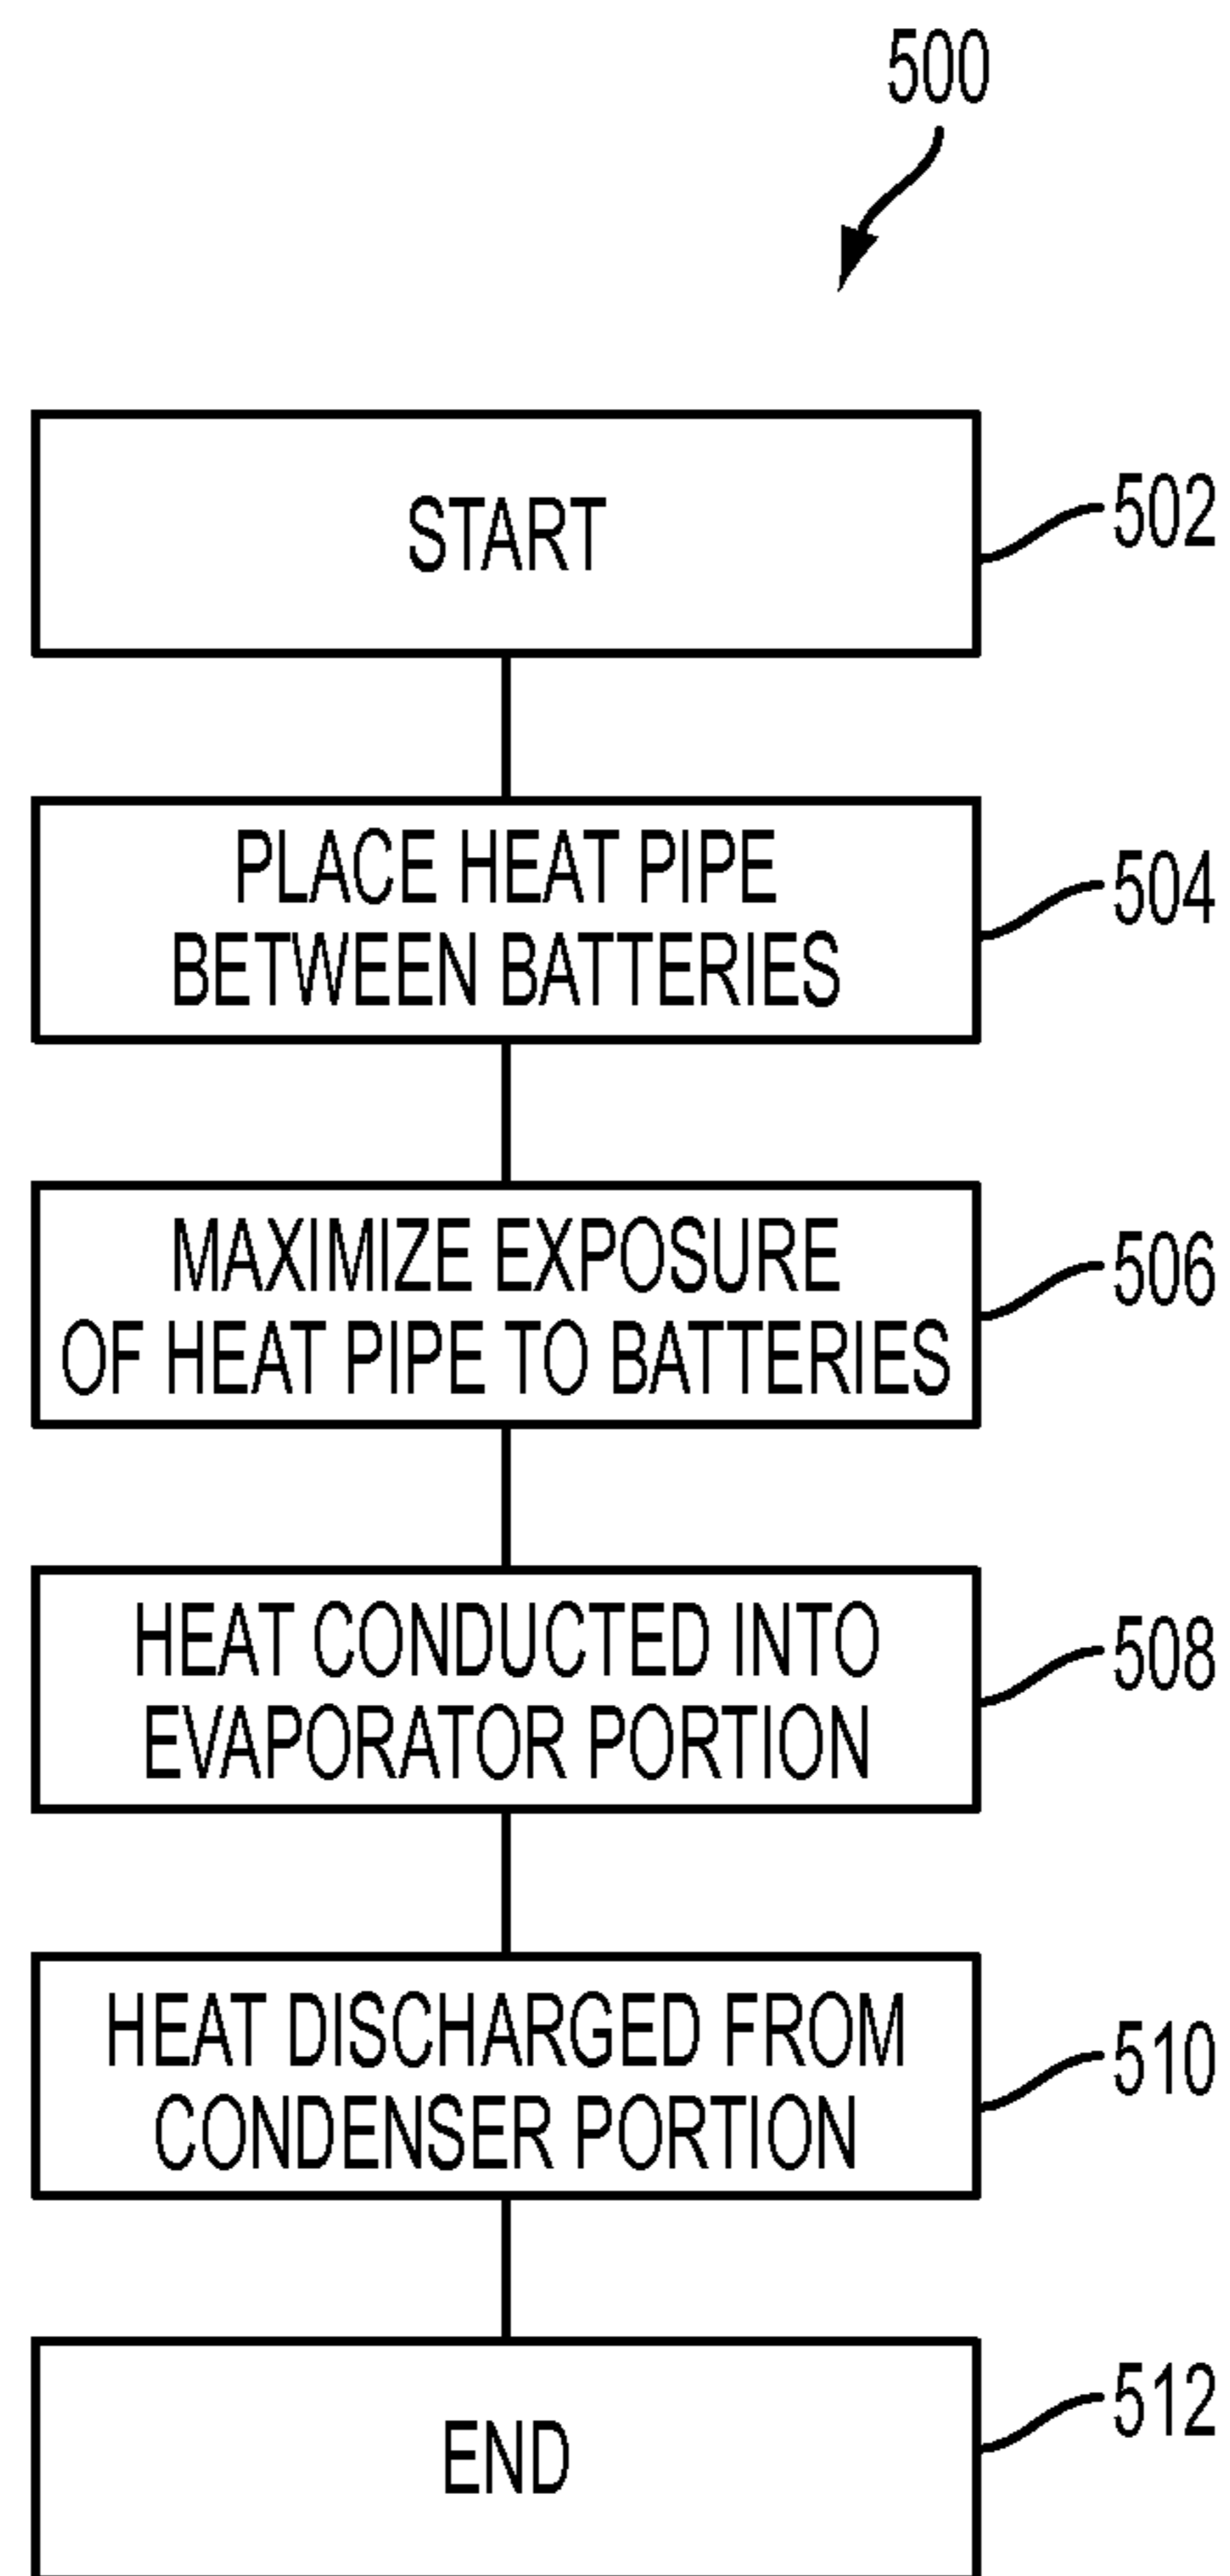 500
START
502
PLACE HEAT PIPE
BETWEEN BATTERIES
504
MAXIMIZE EXPOSURE
OF HEAT PIPE TO BATTERIES
506
HEAT CONDUCTED INTO
EVAPORATOR PORTION
508
HEAT DISCHARGED FROM
CONDENSER PORTION
510
END
512